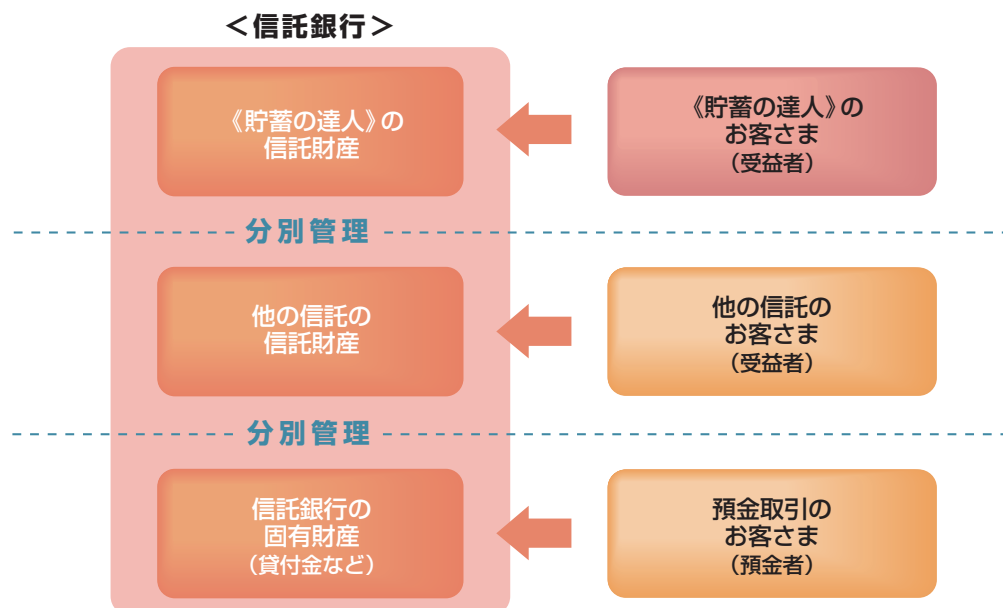 ＜信託銀行＞
《貯蓄の達人》の
信託財産
《貯蓄の達人》の
お客さま
（受益者）
分別管理
他の信託の
信託財産
他の信託の
お客さま
（受益者）
分別管理
信託銀行の
固有財産
（貸付金など）
預金取引の
お客さま
（預金者）